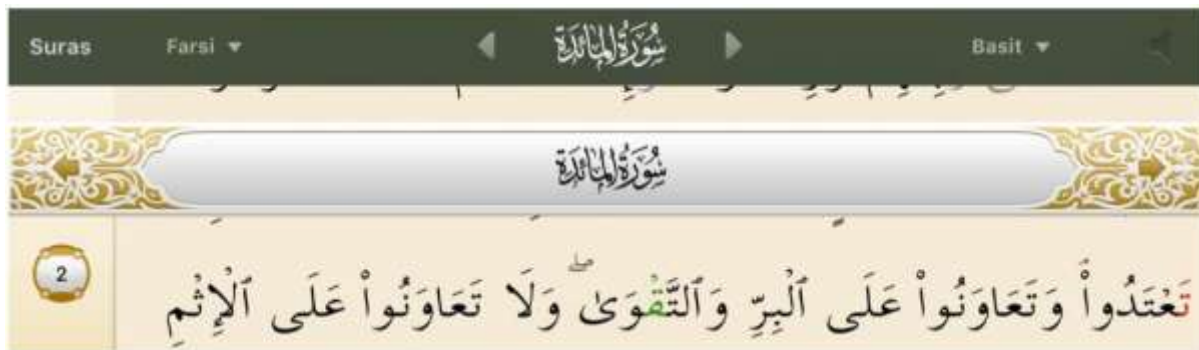 Suras Farsi سُورَةُ المَائِدَة Basit
سُورَةُ المَائِدَة
2
تَعْتَدُواْ وَتَعَاوَنُواْ عَلَى ٱلْبِرِّ وَٱلتَّقْوَىٰ ۖ وَلَا تَعَاوَنُواْ عَلَى ٱلْإِثْمِ